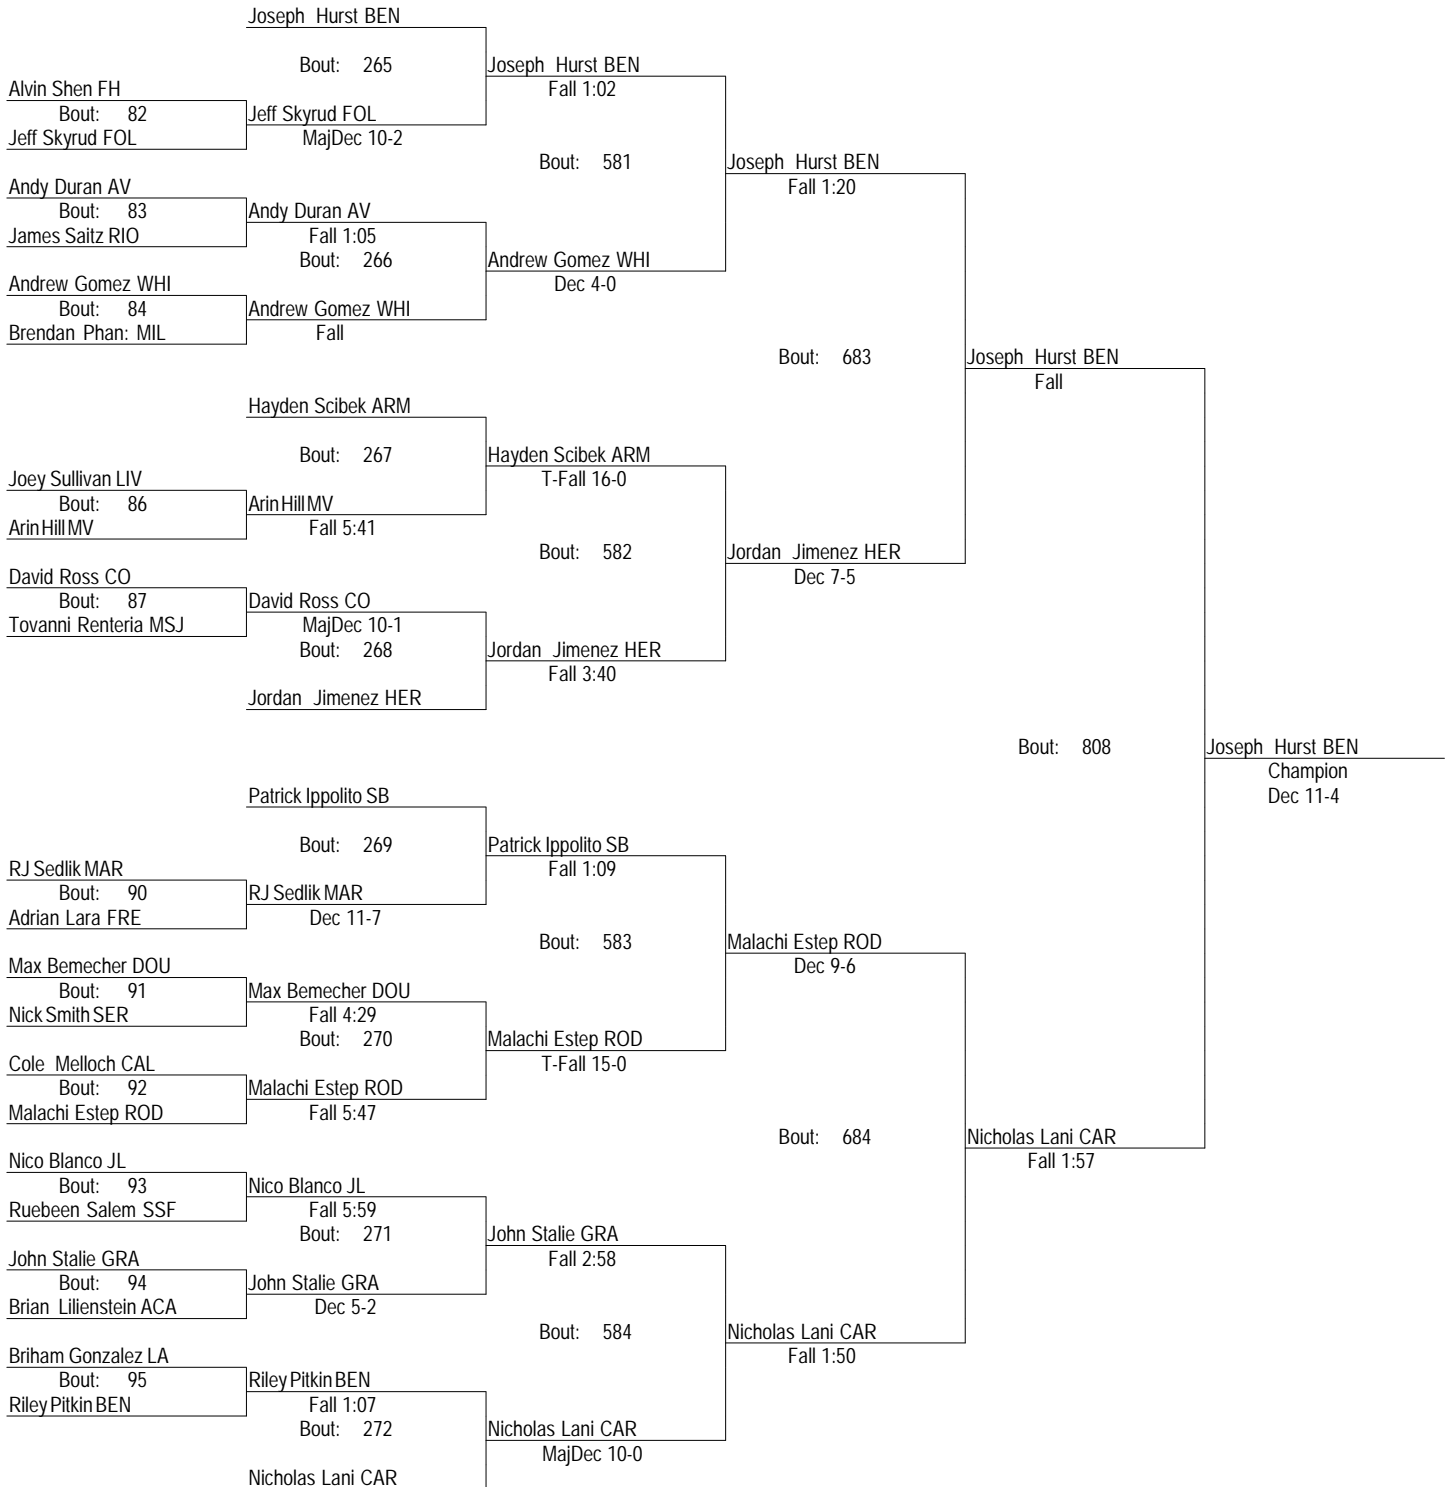 Joseph Hurst BEN
Bout: 265
Joseph Hurst BEN
Alvin Shen FH
Fall 1:02
Bout: 82
Jeff Skyrud FOL
Jeff Skyrud FOL
MajDec 10-2
Bout: 581
Joseph Hurst BEN
Andy Duran AV
Fall 1:20
Bout: 83
Andy Duran AV
James Saitz RIO
Fall 1:05
Bout: 266
Andrew Gomez WHI
Andrew Gomez WHI
Dec 4-0
Bout: 84
Andrew Gomez WHI
Brendan Phan: MIL
Fall
Bout: 683
Joseph Hurst BEN
Fall
Hayden Scibek ARM
Bout: 267
Hayden Scibek ARM
Joey Sullivan LIV
T-Fall 16-0
Bout: 86
Arin Hill MV
Arin Hill MV
Fall 5:41
Bout: 582
Jordan Jimenez HER
David Ross CO
Dec 7-5
Bout: 87
David Ross CO
Tovanni Renteria MSJ
MajDec 10-1
Bout: 268
Jordan Jimenez HER
Fall 3:40
Jordan Jimenez HER
Bout: 808
Joseph Hurst BEN
Champion
Dec 11-4
Patrick Ippolito SB
Bout: 269
Patrick Ippolito SB
RJ Sedlik MAR
Fall 1:09
Bout: 90
RJ Sedlik MAR
Adrian Lara FRE
Dec 11-7
Bout: 583
Malachi Estep ROD
Max Bemecher DOU
Dec 9-6
Bout: 91
Max Bemecher DOU
Nick Smith SER
Fall 4:29
Bout: 270
Malachi Estep ROD
Cole Melloch CAL
T-Fall 15-0
Bout: 92
Malachi Estep ROD
Malachi Estep ROD
Fall 5:47
Bout: 684
Nicholas Lani CAR
Nico Blanco JL
Fall 1:57
Bout: 93
Nico Blanco JL
Ruebeen Salem SSF
Fall 5:59
Bout: 271
John Stalie GRA
John Stalie GRA
Fall 2:58
Bout: 94
John Stalie GRA
Brian Lilienstein ACA
Dec 5-2
Bout: 584
Nicholas Lani CAR
Briham Gonzalez LA
Fall 1:50
Bout: 95
Riley Pitkin BEN
Riley Pitkin BEN
Fall 1:07
Bout: 272
Nicholas Lani CAR
MajDec 10-0
Nicholas Lani CAR